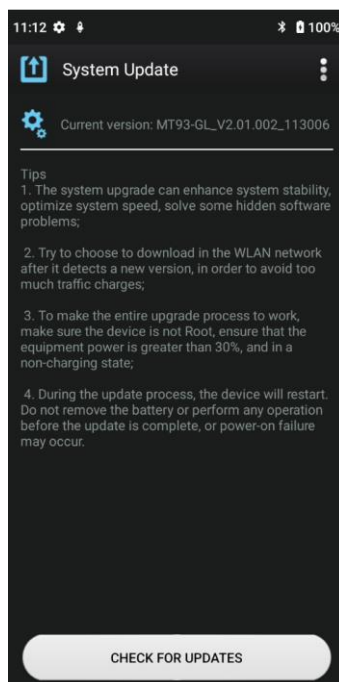 11:12 100%
System Update
Current version: MT93-GL_V2.01.002_113006
Tips
1. The system upgrade can enhance system stability,
optimize system speed, solve some hidden software
problems;
2. Try to choose to download in the WLAN network
after it detects a new version, in order to avoid too
much traffic charges;
3. To make the entire upgrade process to work,
make sure the device is not Root, ensure that the
equipment power is greater than 30%, and in a
non-charging state;
4. During the update process, the device will restart.
Do not remove the battery or perform any operation
before the update is complete, or power-on failure
may occur.
CHECK FOR UPDATES